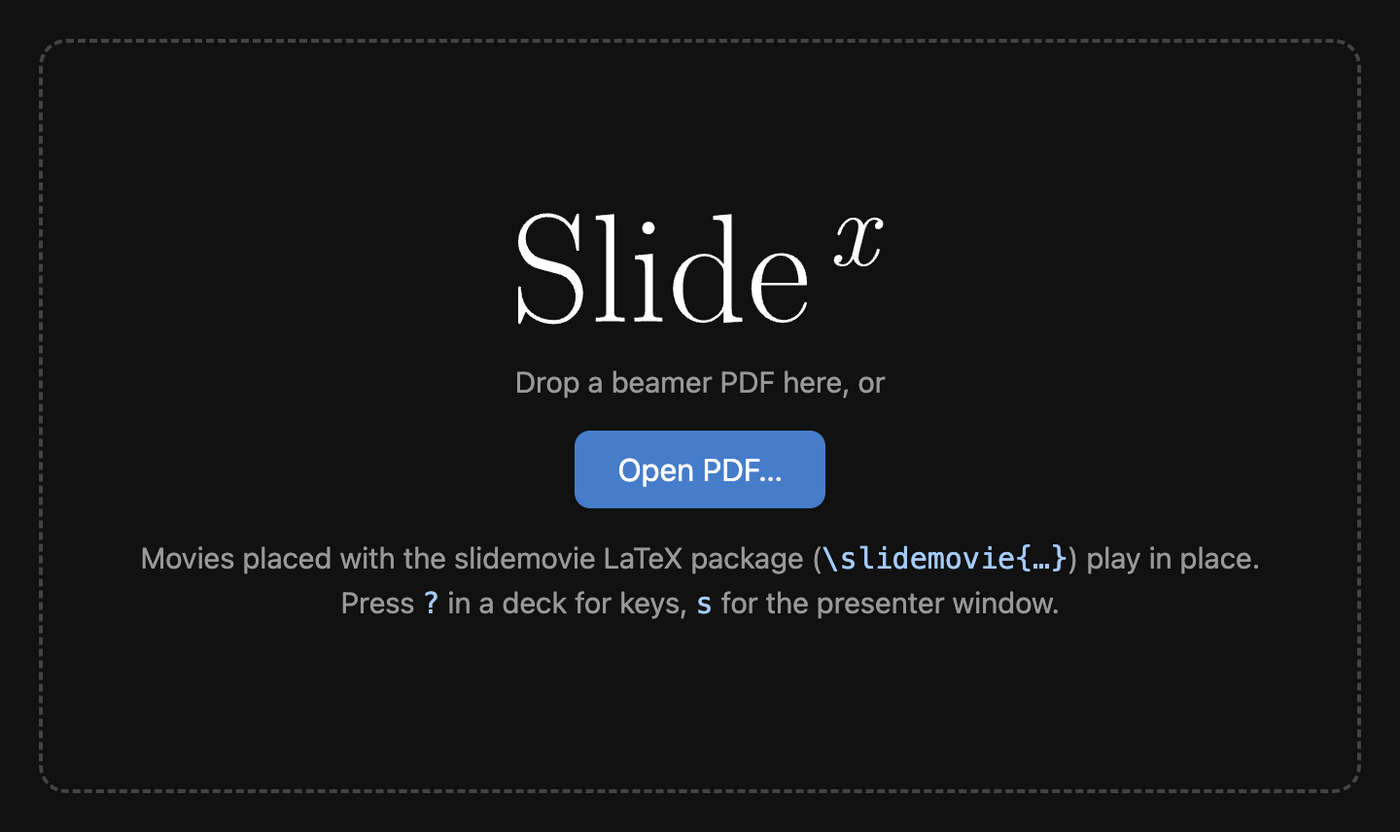 Slide x
Drop a beamer PDF here, or
Open PDF...
Movies placed with the slidemovie LaTeX package (\slidemovie{…}) play in place.
Press ? in a deck for keys, s for the presenter window.